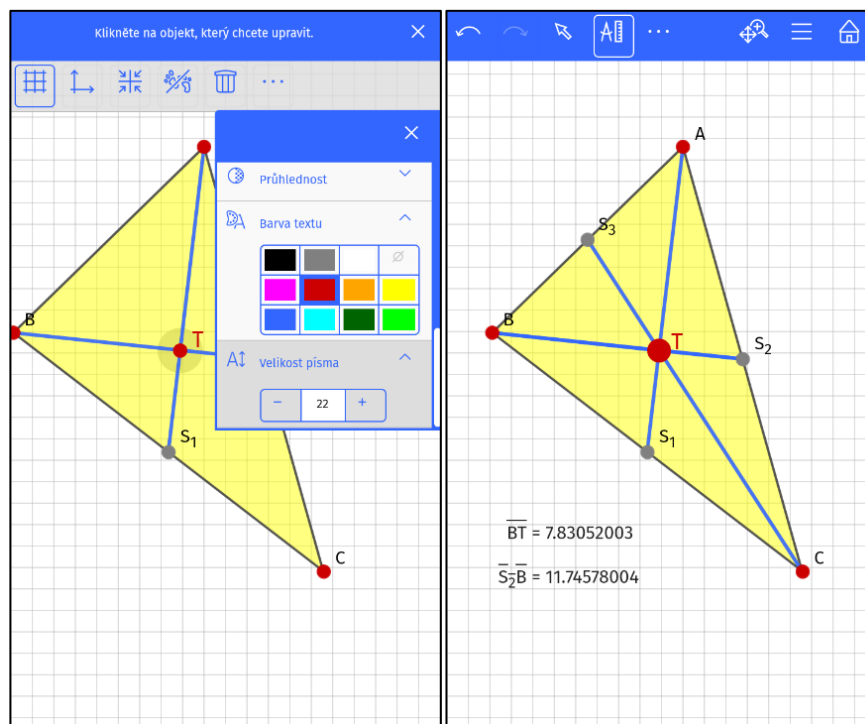 Klikněte na objekt, který chcete upravit.
Průhlednost
Barva textu
Velikost písma
− 22 +
B
T
S₁
C
A
A
S₃
B
T
S₂
S₁
BT = 7.83052003
S₂B = 11.74578004
C